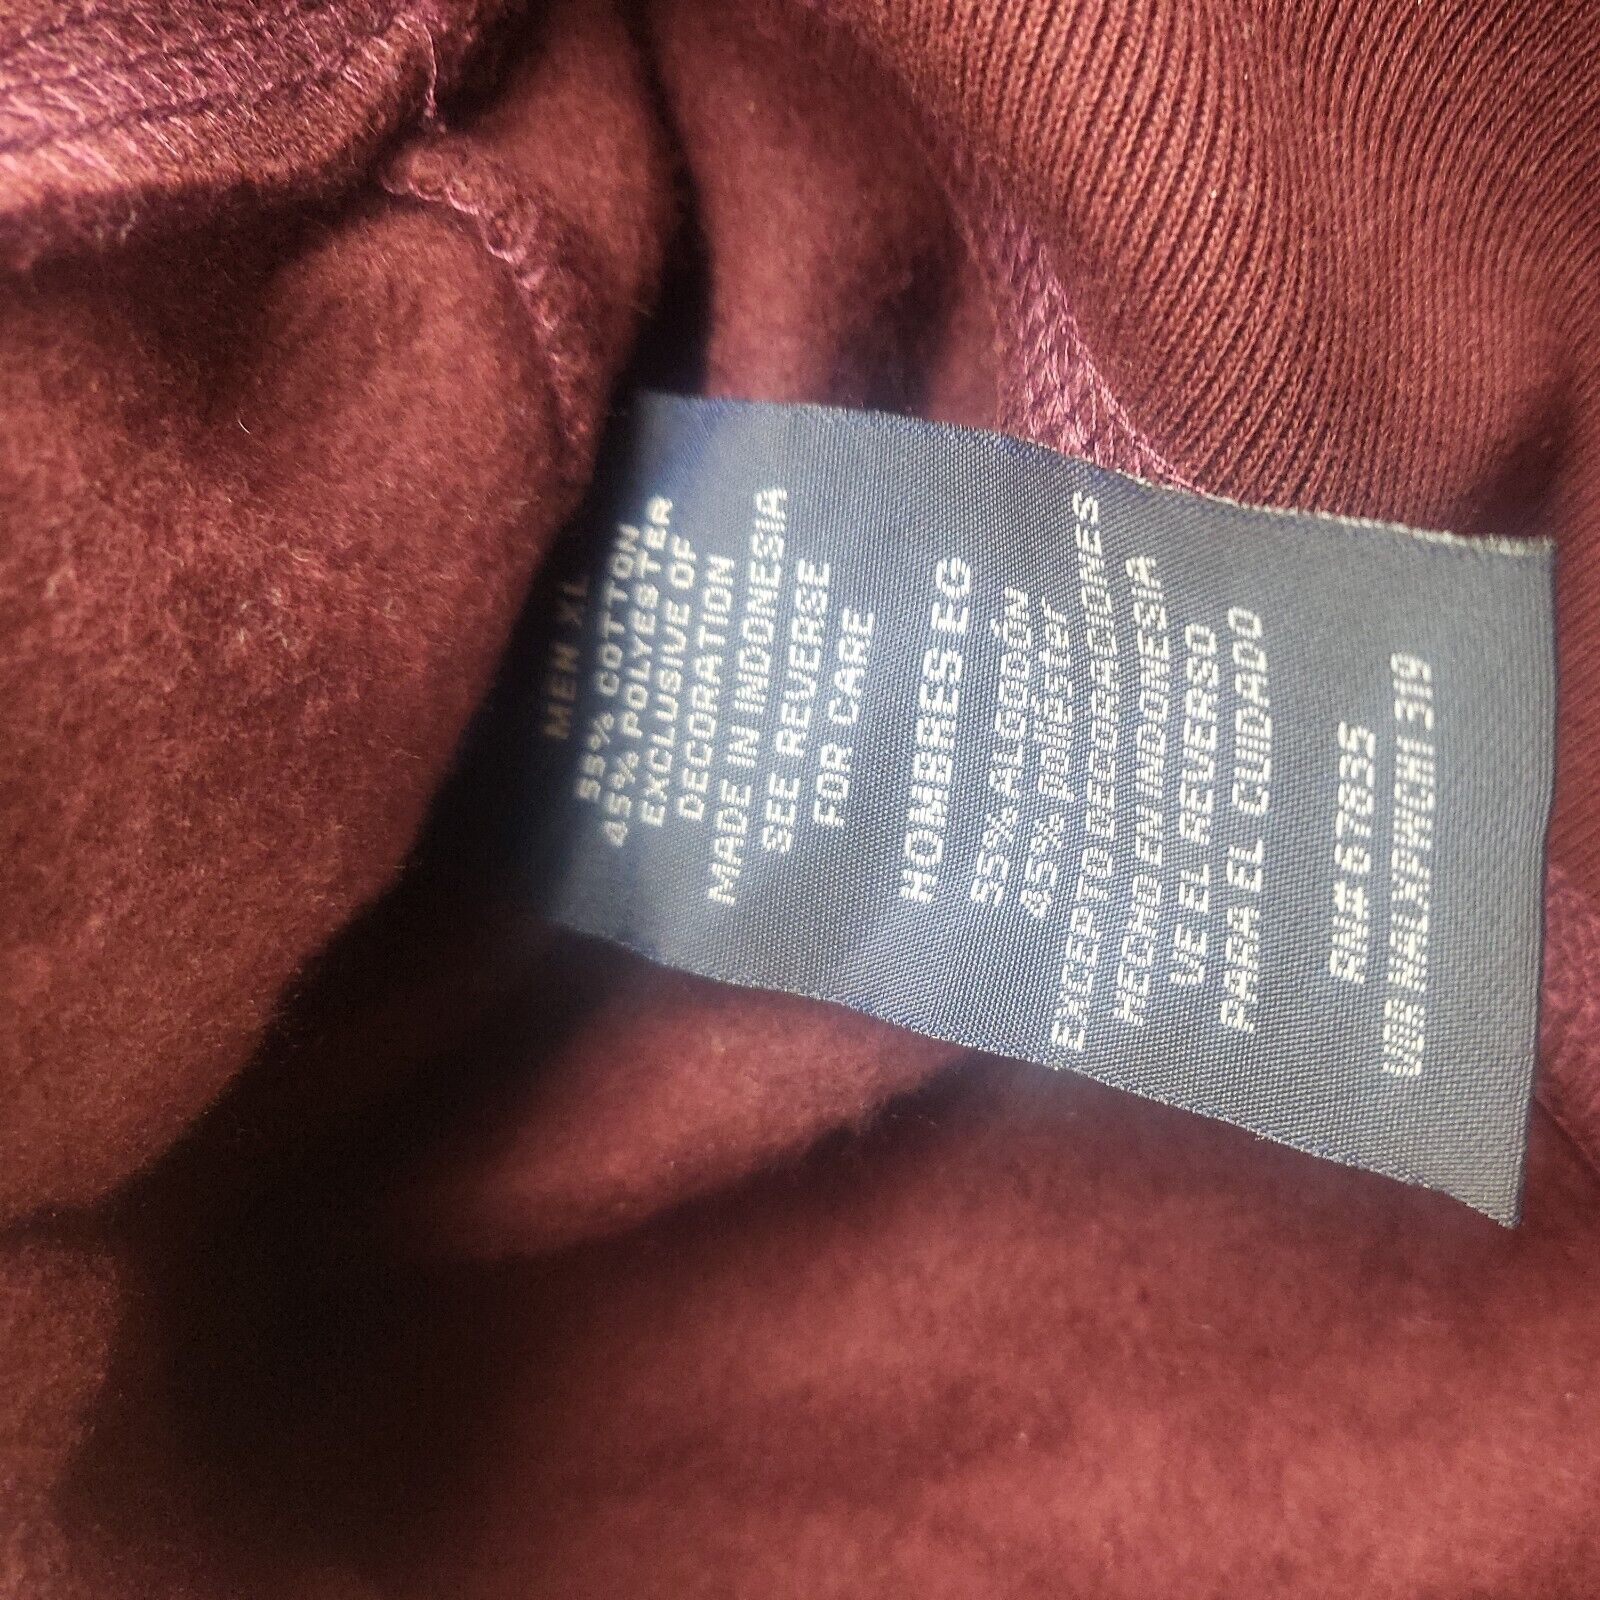 MEN XL
55% COTTON
45% POLYESTER
EXCLUSIVE OF
DECORATION
MADE IN INDONESIA
SEE REVERSE
FOR CARE
HOMBRES EG
55% ALGODÓN
45% POLIéSTER
EXCEPTO DECORACIONES
HECHO EN INDONESIA
VE EL REVERSO
PARA EL CUIDADO
RN# 67835
319